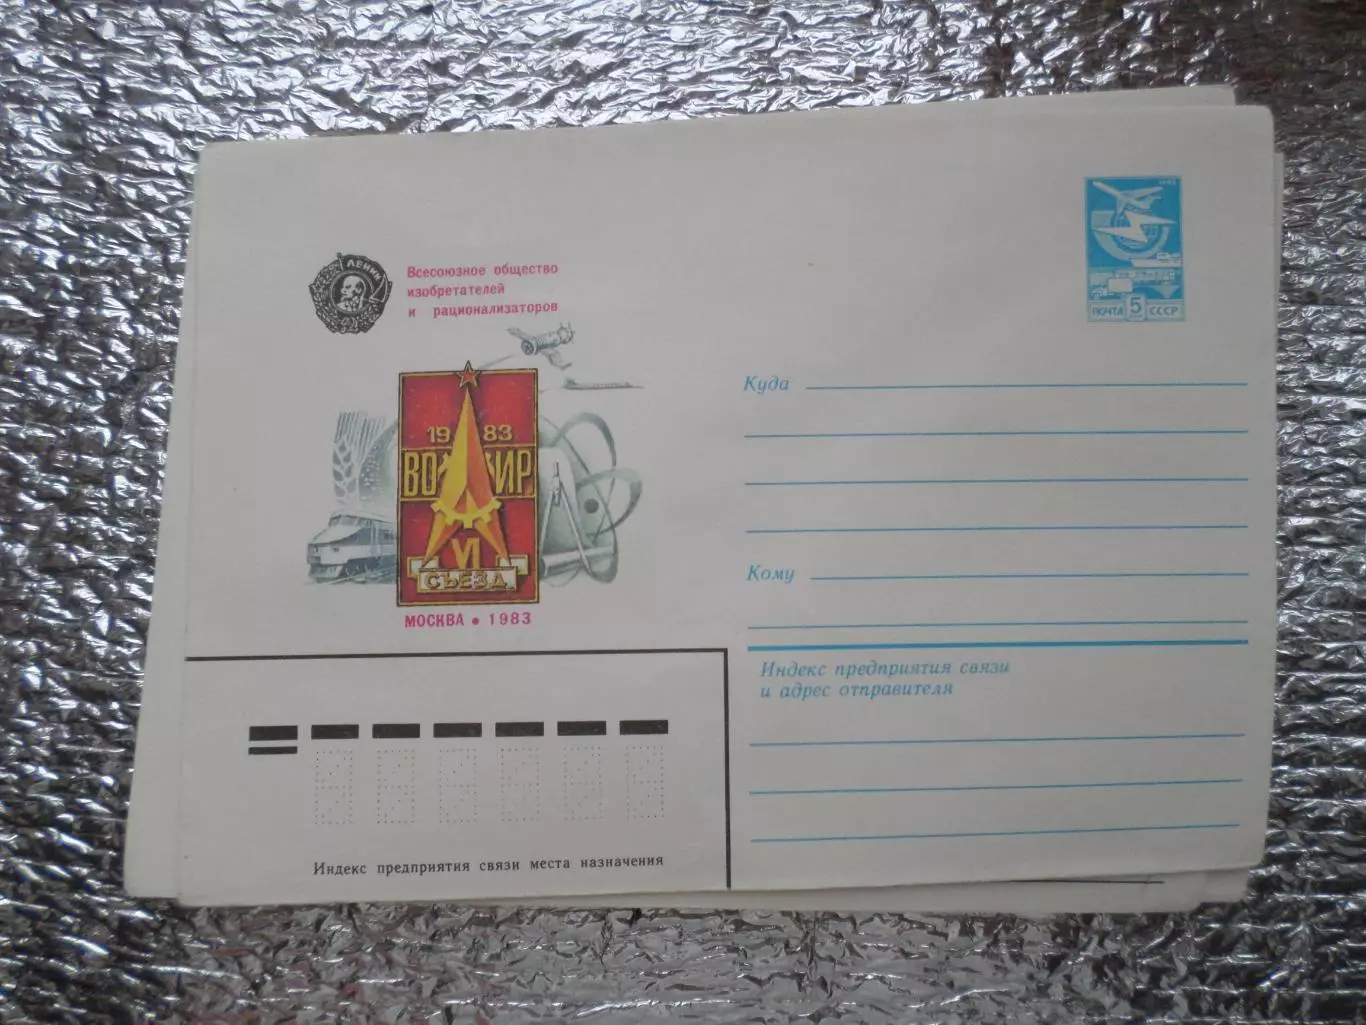 ЛЕНИН
Всесоюзное общество
изобретателей
и рационализаторов
1983
ВОИР
VI
СЪЕЗД
МОСКВА • 1983
ПОЧТА 5 СССР
Куда
Кому
Индекс предприятия связи
и адрес отправителя
Индекс предприятия связи места назначения